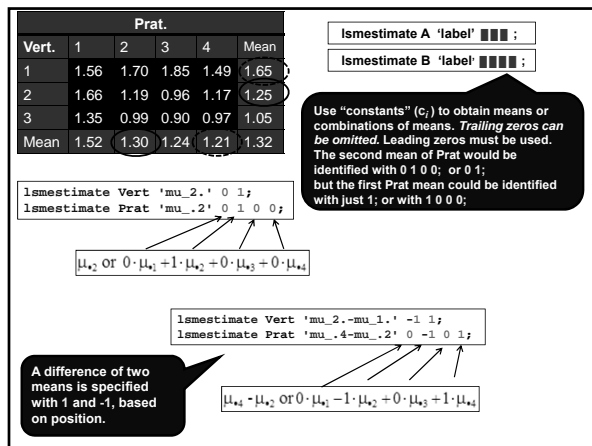 Prat.
Vert. 1 2 3 4 Mean
1 1.56 1.70 1.85 1.49 1.65
2 1.66 1.19 0.96 1.17 1.25
3 1.35 0.99 0.90 0.97 1.05
Mean 1.52 1.30 1.24 1.21 1.32
lsmestimate A 'label' ▮▮▮ ;
lsmestimate B 'label' ▮▮▮▮ ;
Use "constants" (cᵢ) to obtain means or
combinations of means. Trailing zeros can
be omitted. Leading zeros must be used.
The second mean of Prat would be
identified with 0 1 0 0; or 0 1;
but the first Prat mean could be identified
with just 1; or with 1 0 0 0;
lsmestimate Vert 'mu_2.' 0 1;
lsmestimate Prat 'mu_.2' 0 1 0 0;
μ•2 or 0·μ•1+1·μ•2+0·μ•3+0·μ•4
lsmestimate Vert 'mu_2.-mu_1.' -1 1;
lsmestimate Prat 'mu_.4-mu_.2' 0 -1 0 1;
A difference of two
means is specified
with 1 and -1, based
on position.
μ•4 - μ•2 or 0·μ•1 −1·μ•2 +0·μ•3 +1·μ•4